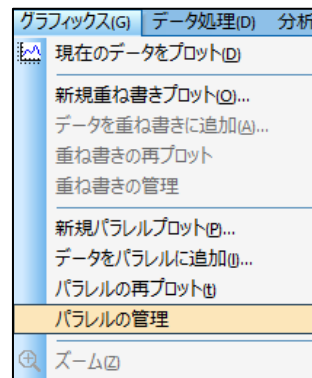 グラフィックス(G) データ処理(D) 分析
現在のデータをプロット(D)
新規重ね書きプロット(O)...
データを重ね書きに追加(A)...
重ね書きの再プロット
重ね書きの管理
新規パラレルプロット(P)...
データをパラレルに追加(I)...
パラレルの再プロット(t)
パラレルの管理
ズーム(Z)